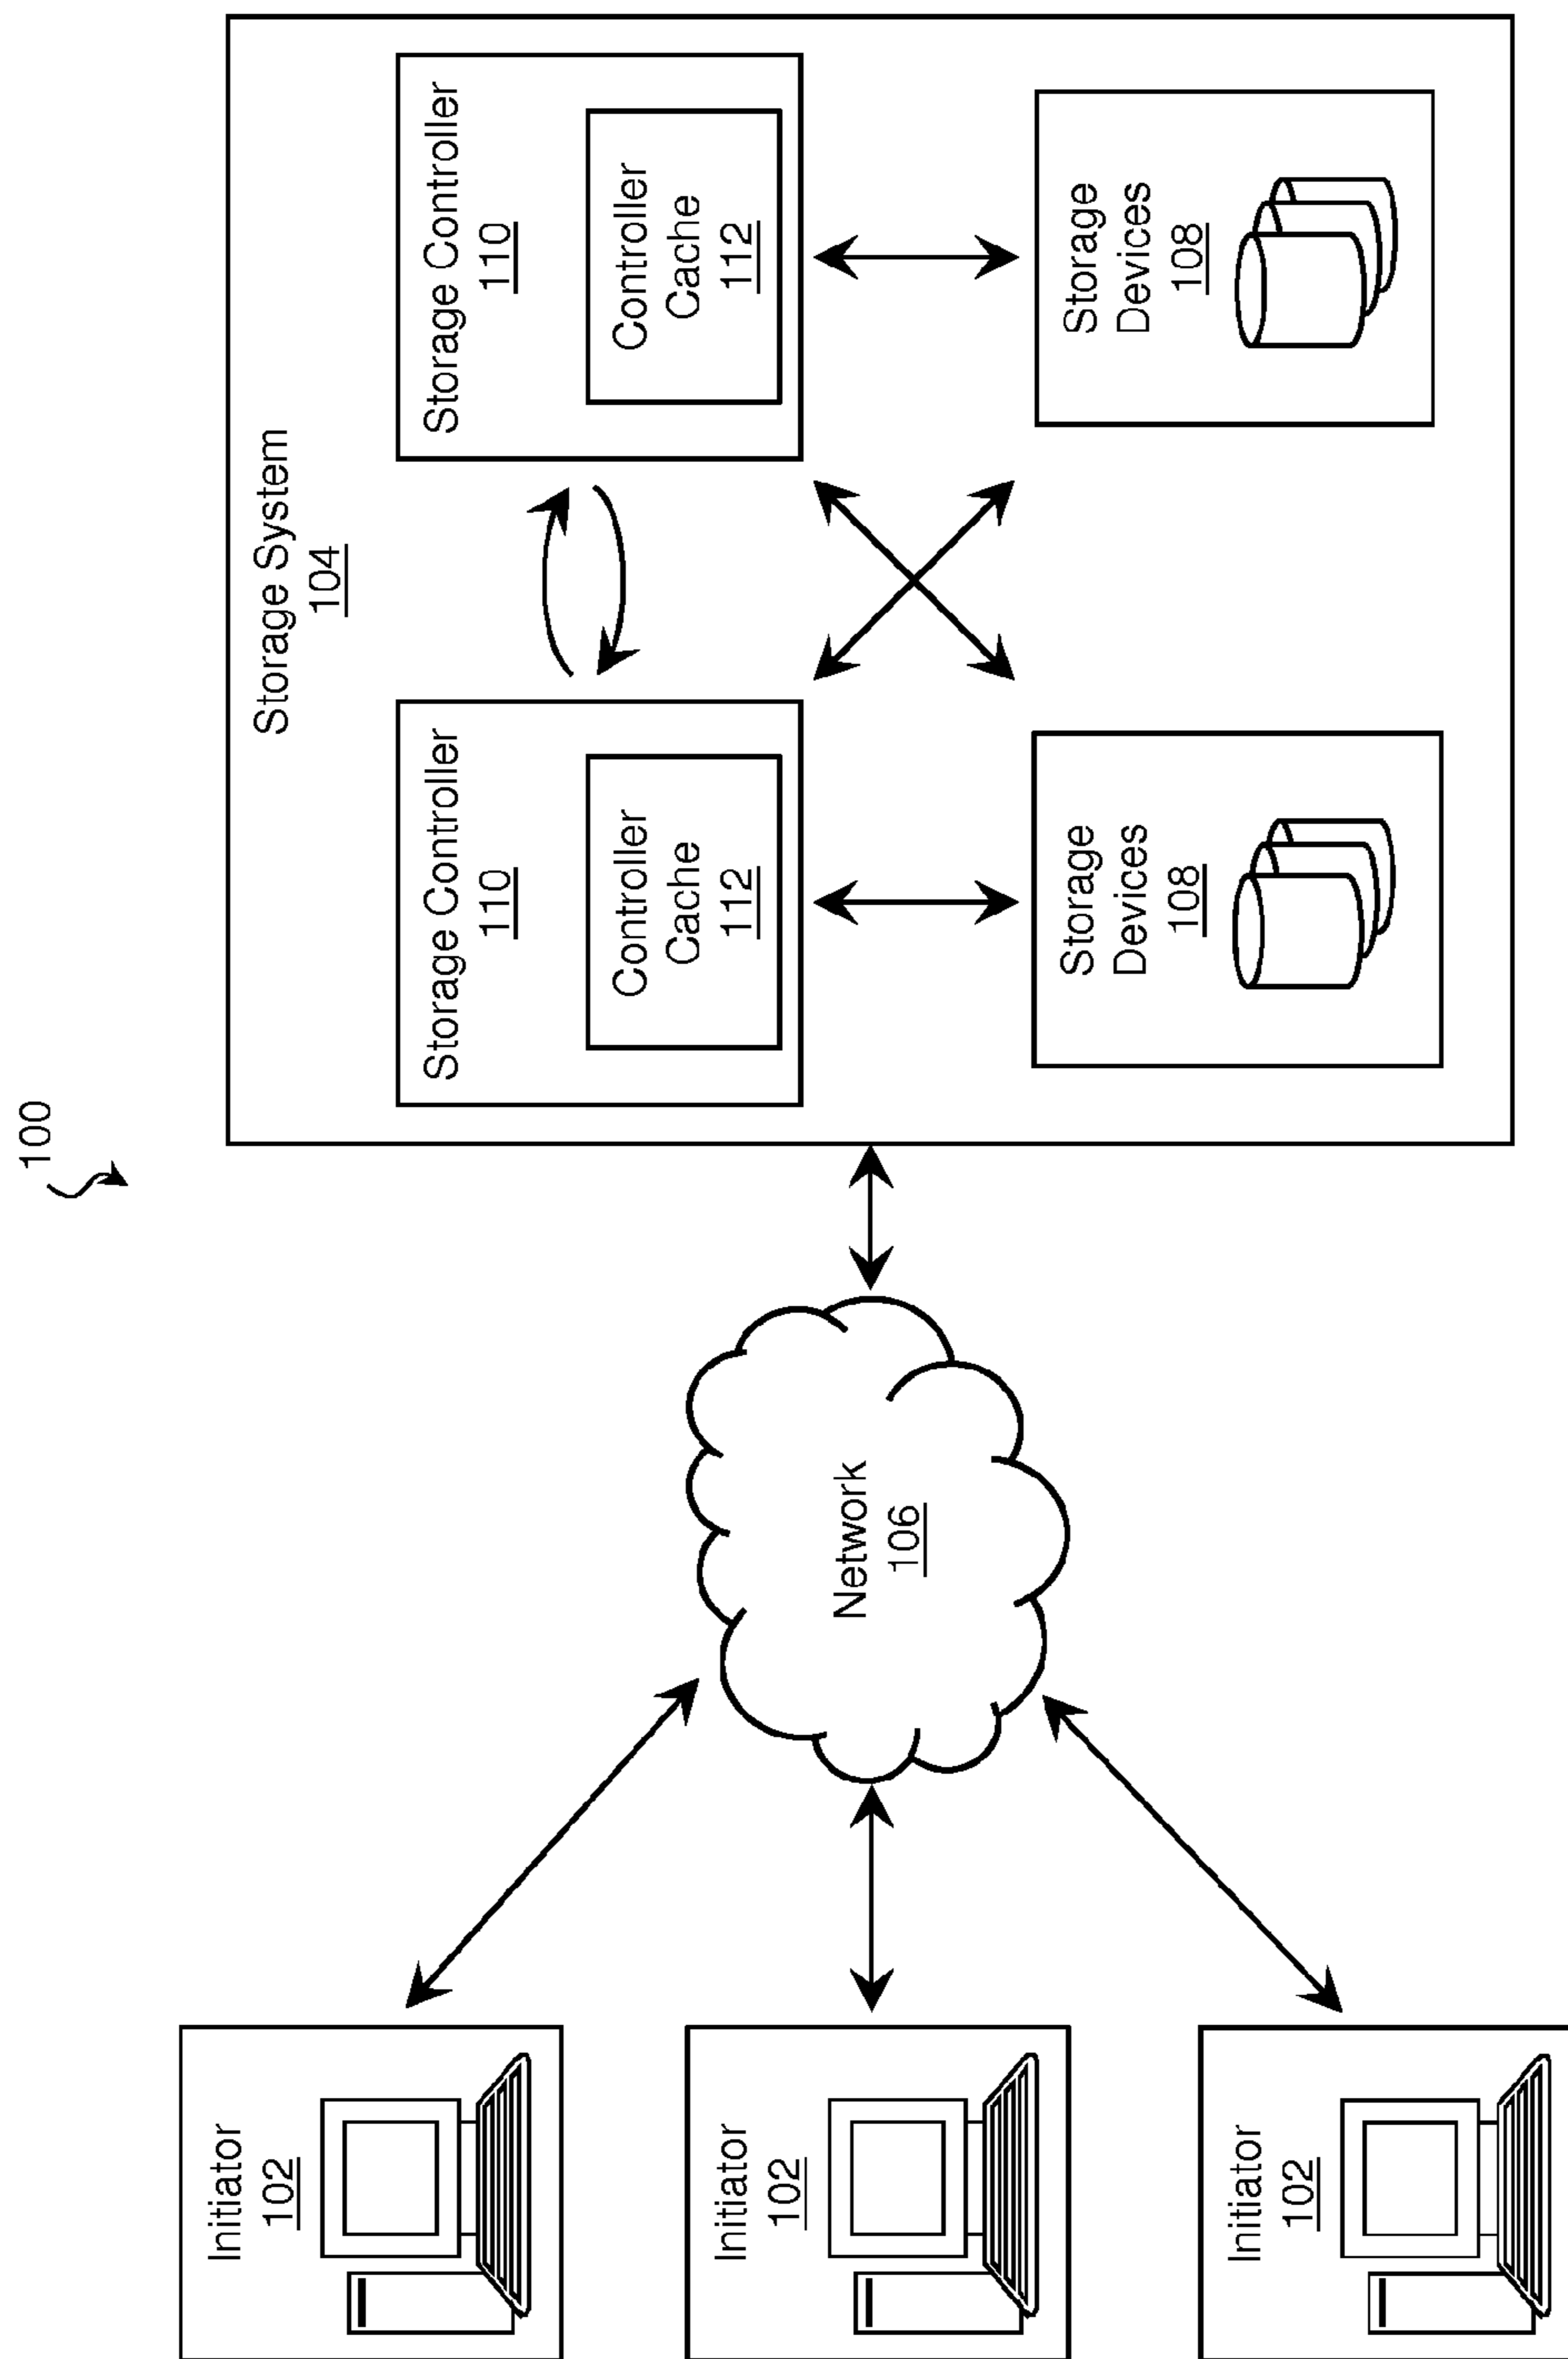 100
Initiator
102
Initiator
102
Initiator
102
Network
106
Storage System
104
Storage Controller
110
Controller
Cache
112
Storage Controller
110
Controller
Cache
112
Storage
Devices
108
Storage
Devices
108